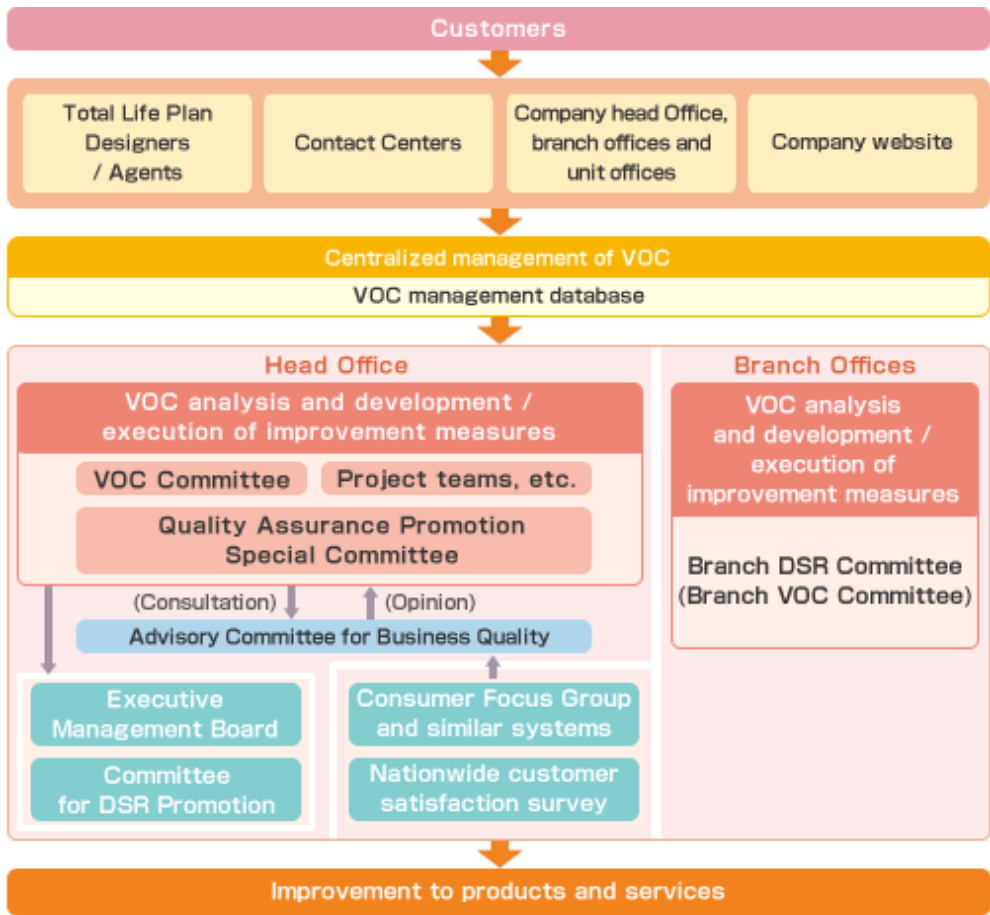 Customers
Total Life Plan
Designers
/ Agents
Contact Centers
Company head Office,
branch offices and
unit offices
Company website
Centralized management of VOC
VOC management database
Head Office
VOC analysis and development /
execution of improvement measures
VOC Committee
Project teams, etc.
Quality Assurance Promotion
Special Committee
(Consultation)
(Opinion)
Advisory Committee for Business Quality
Executive
Management Board
Committee
for DSR Promotion
Consumer Focus Group
and similar systems
Nationwide customer
satisfaction survey
Branch Offices
VOC analysis
and development /
execution of
improvement measures
Branch DSR Committee
(Branch VOC Committee)
Improvement to products and services